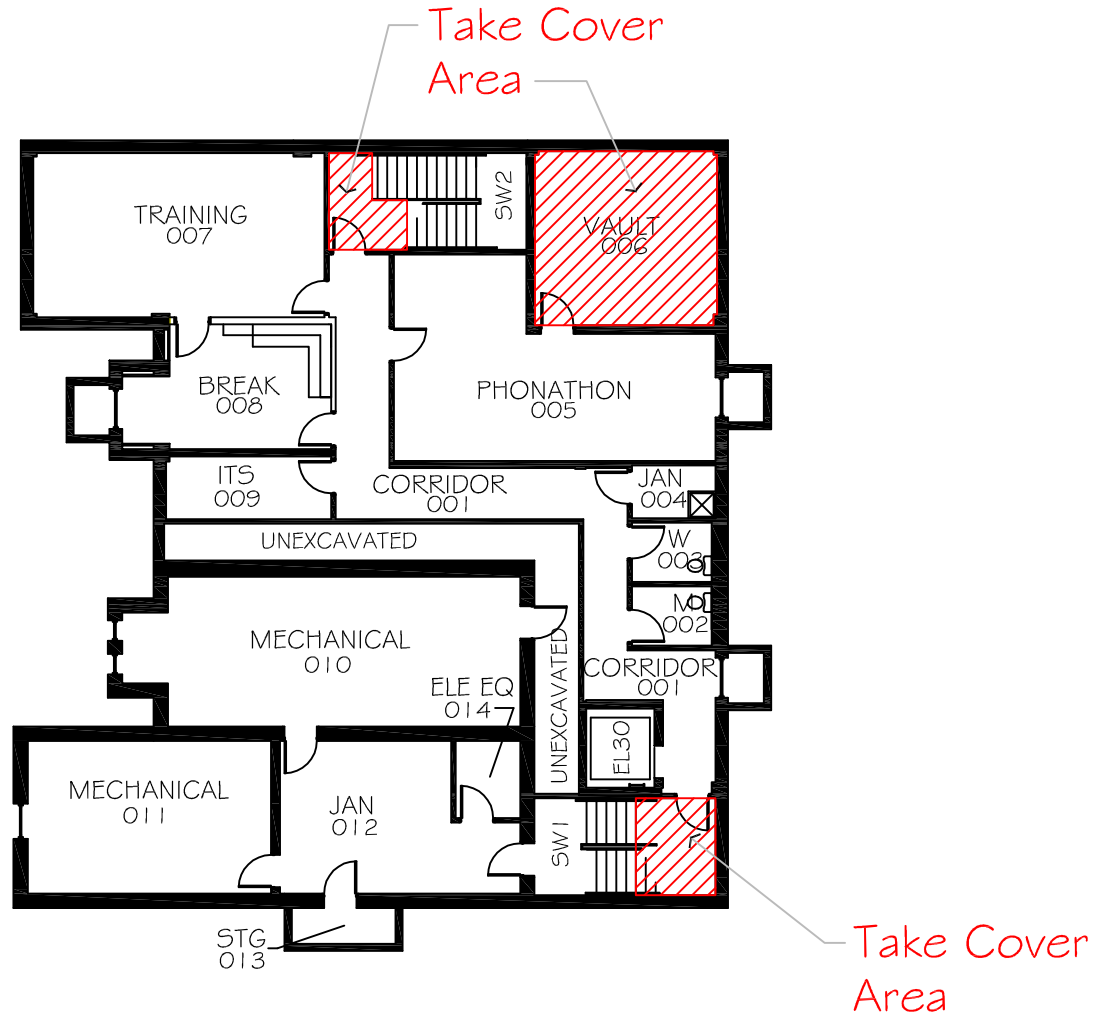 Take Cover
Area
TRAINING
007
SW2
VAULT
006
BREAK
008
PHONATHON
005
ITS
009
CORRIDOR
001
JAN
004
UNEXCAVATED
W
003
M
002
MECHANICAL
010
UNEXCAVATED
CORRIDOR
001
ELE EQ
014
EL30
MECHANICAL
011
JAN
012
SW1
STG
013
Take Cover
Area